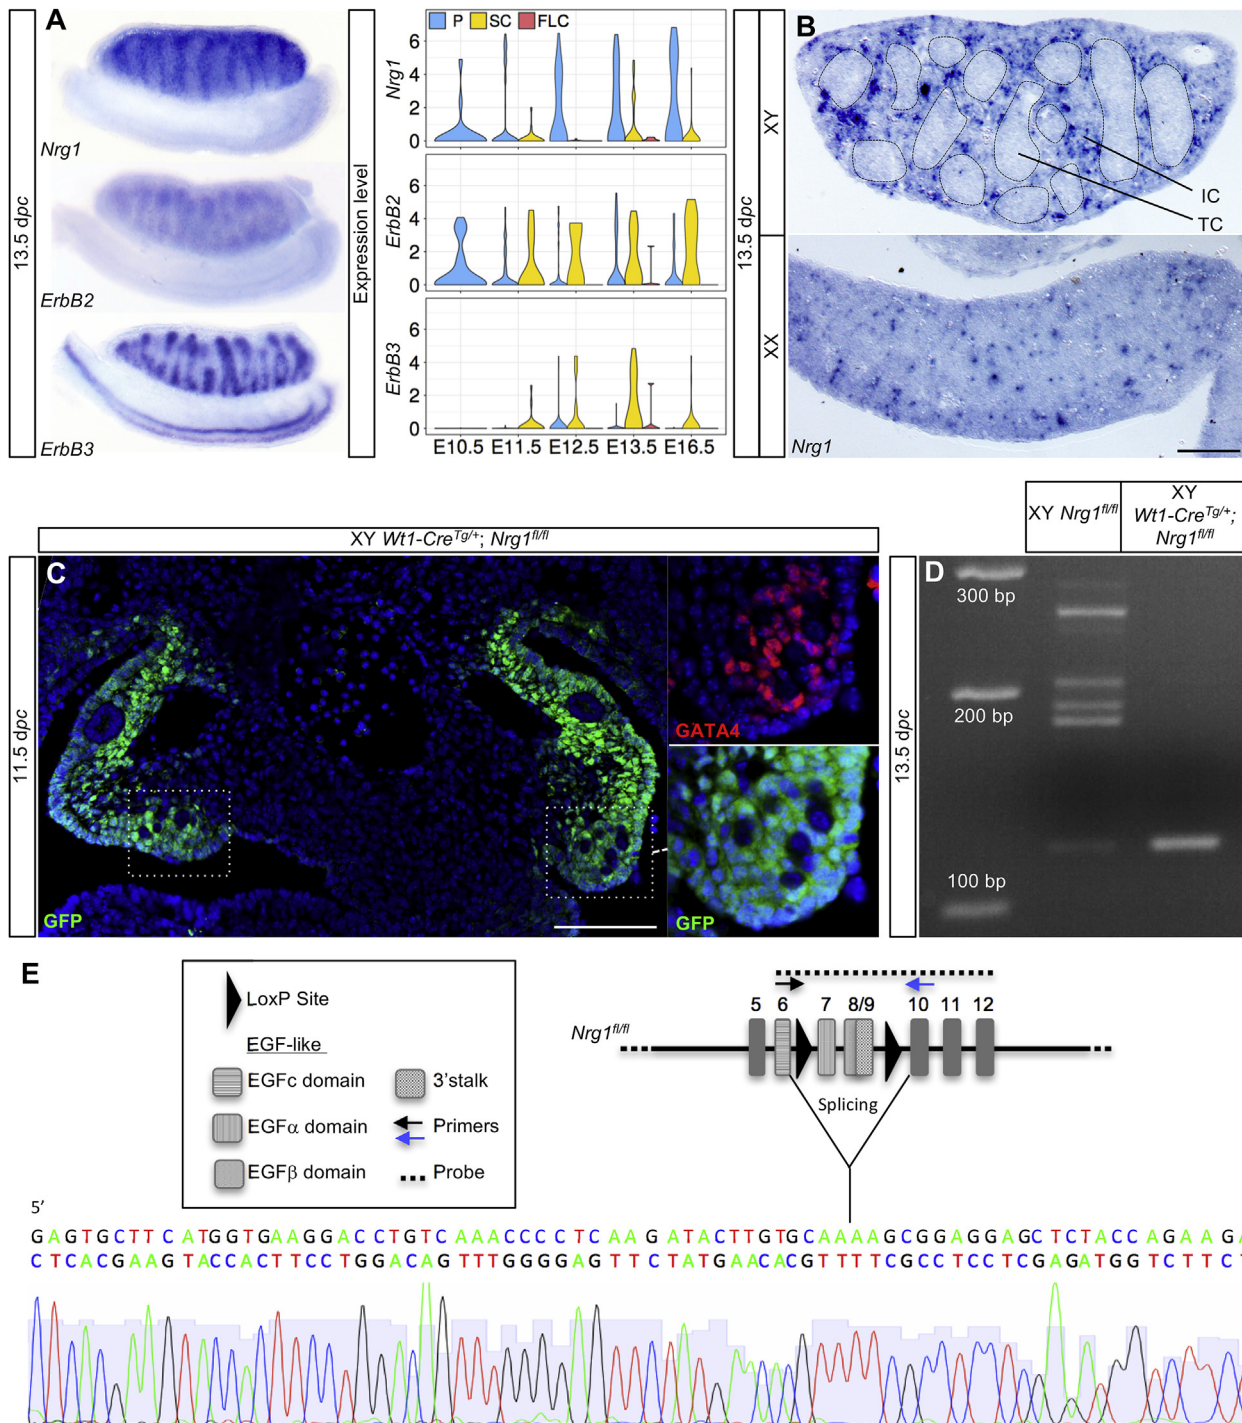 A
13.5 dpc
Nrg1
ErbB2
ErbB3
Expression level
P SC FLC
Nrg1
6
4
2
0
ErbB2
6
4
2
0
ErbB3
6
4
2
0
E10.5 E11.5 E12.5 E13.5 E16.5
B
13.5 dpc
XY
XX
IC
TC
Nrg1
XY Wt1-Cre^Tg/+; Nrg1^fl/fl
C
11.5 dpc
GFP
GATA4
GFP
XY Nrg1^fl/fl
XY
Wt1-Cre^Tg/+;
Nrg1^fl/fl
D
13.5 dpc
300 bp
200 bp
100 bp
E
LoxP Site
EGF-like
EGFc domain
EGFα domain
EGFβ domain
3'stalk
Primers
Probe
Nrg1^fl/fl
5 6 7 8/9 10 11 12
Splicing
5'
GAGTGCTTCATGGTGAAGGACCTGTCAAACCCCTCAAGATACTTGTGCAAAAGCGGAGGAGCTCTACCAGAAGA
CTCACGAAGTACCACTTCCTGGACAGTTTGGGGAGTTCTATGAACACGTTTTCGCCTCCTCGAGATGGTCTTCT